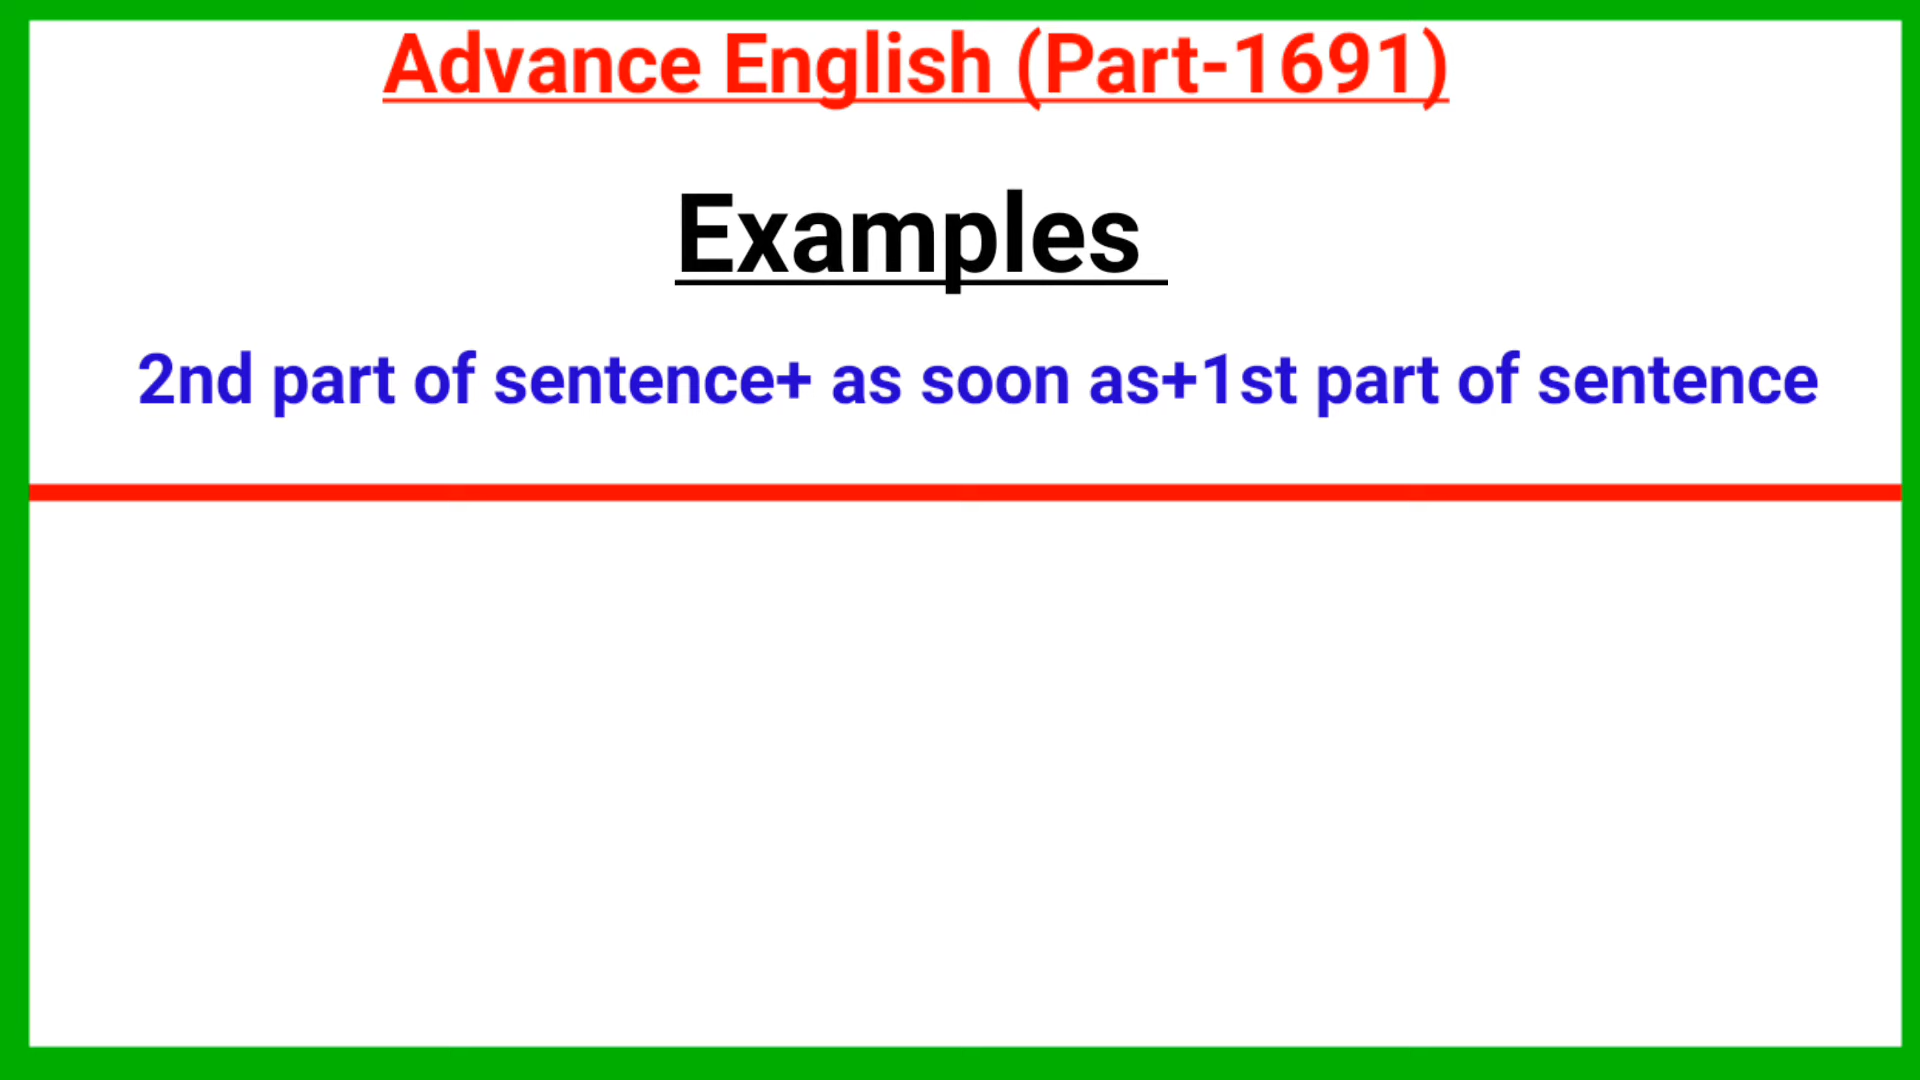 Advance English (Part-1691)
Examples
2nd part of sentence+ as soon as+1st part of sentence